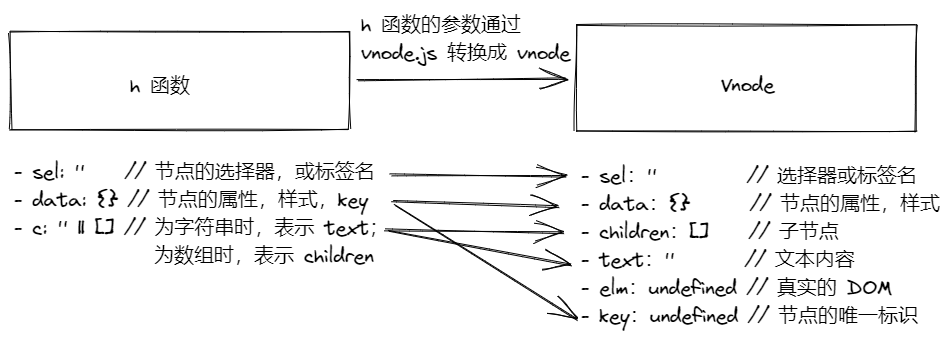 h 函数的参数通过
vnode.js 转换成 vnode
h 函数
Vnode
- sel: '' // 节点的选择器，或标签名
- data: {} // 节点的属性，样式，key
- c: '' || [] // 为字符串时，表示 text；
为数组时，表示 children
- sel: '' // 选择器或标签名
- data: {} // 节点的属性，样式
- children: [] // 子节点
- text: '' // 文本内容
- elm: undefined // 真实的 DOM
- key: undefined // 节点的唯一标识